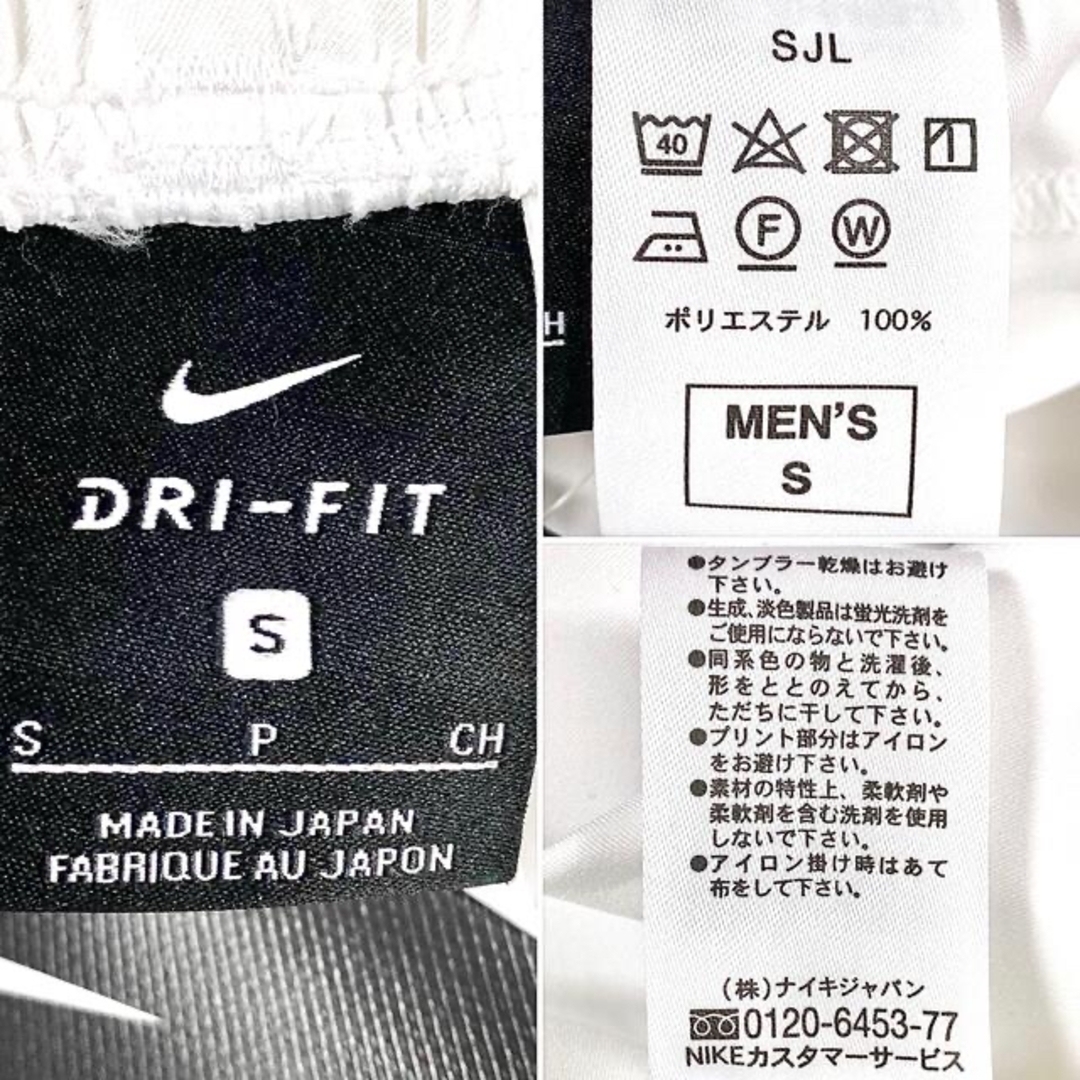 DRI-FIT
S
S P CH
MADE IN JAPAN
FABRIQUE AU JAPON
H
SJL
40
F W
ポリエステル 100%
MEN'S
S
●タンブラー乾燥はお避け
下さい。
●生成、淡色製品は蛍光洗剤を
ご使用にならないで下さい。
●同系色の物と洗濯後、
形をととのえてから、
ただちに干して下さい。
●プリント部分はアイロン
をお避け下さい。
●素材の特性上、柔軟剤や
柔軟剤を含む洗剤を使用
しないで下さい。
●アイロン掛け時はあて
布をして下さい。
(株)ナイキジャパン
0120-6453-77
NIKEカスタマーサービス